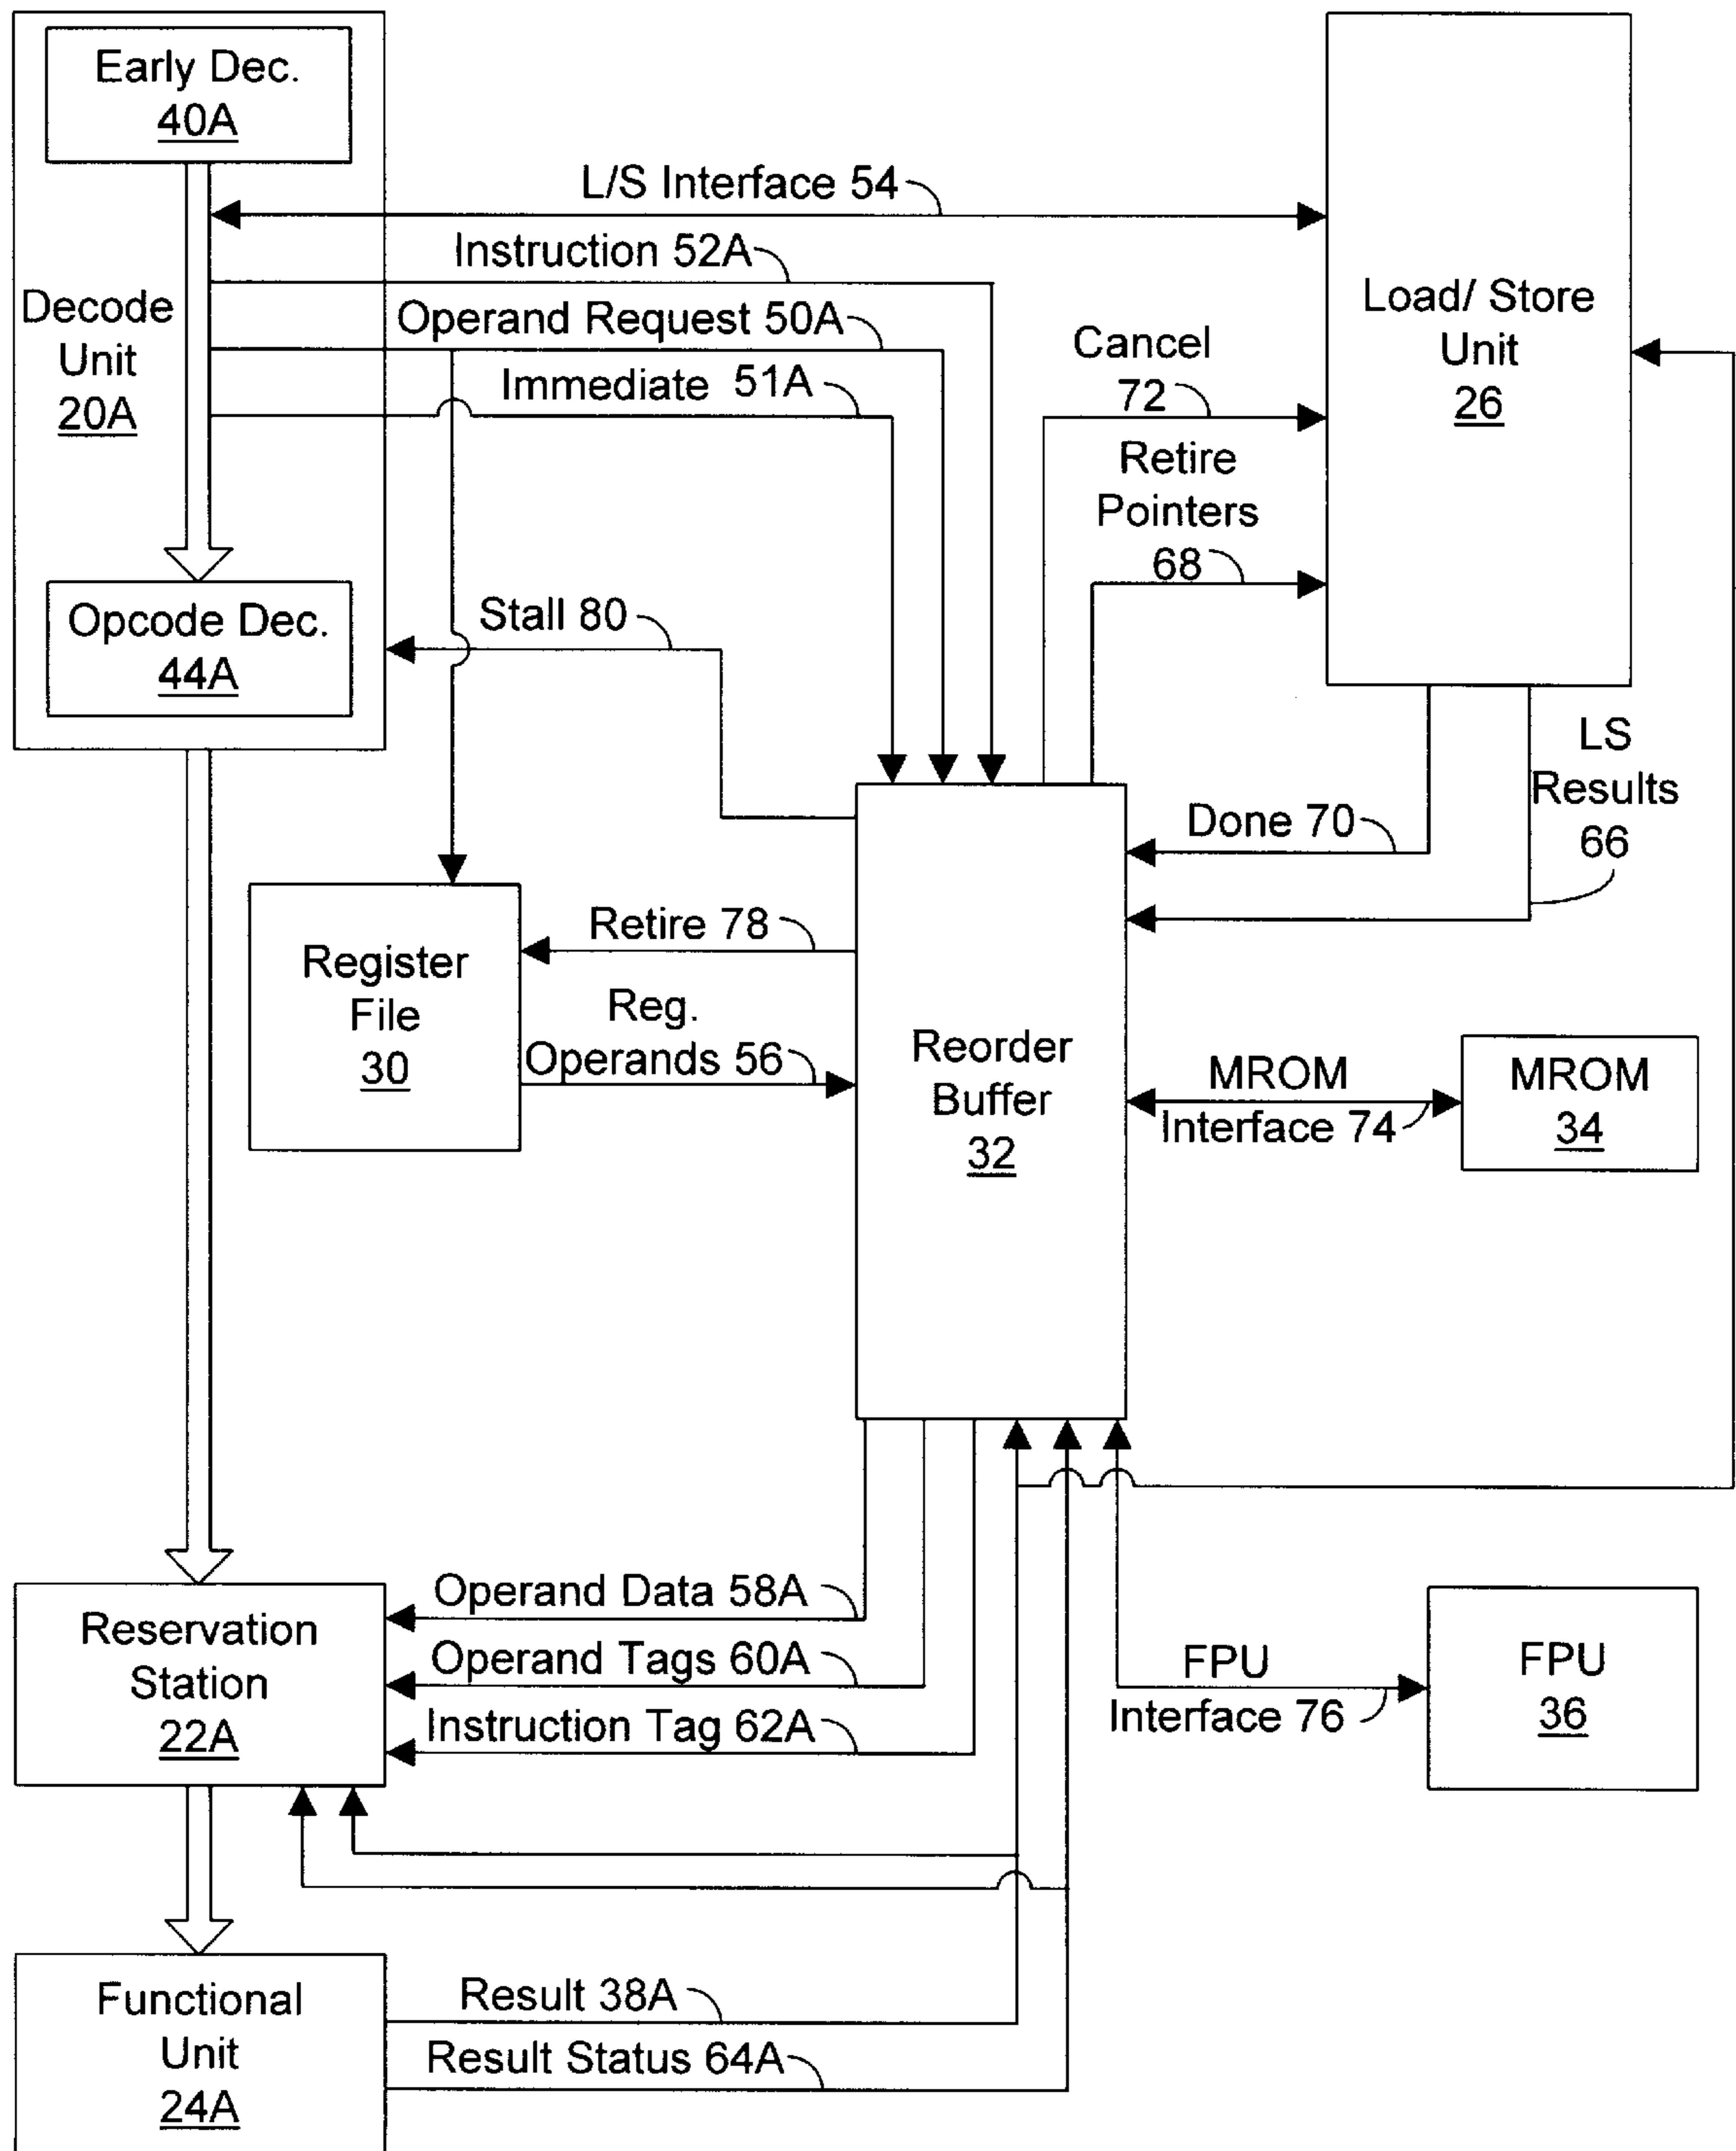 Early Dec.
40A
L/S Interface 54
Instruction 52A
Decode
Unit
20A
Operand Request 50A
Immediate 51A
Load/ Store
Unit
26
Cancel
72
Retire
Pointers
68
Opcode Dec.
44A
Stall 80
LS
Results
66
Done 70
Register
File
30
Retire 78
Reg.
Operands 56
Reorder
Buffer
32
MROM
Interface 74
MROM
34
Reservation
Station
22A
Operand Data 58A
Operand Tags 60A
Instruction Tag 62A
FPU
Interface 76
FPU
36
Functional
Unit
24A
Result 38A
Result Status 64A